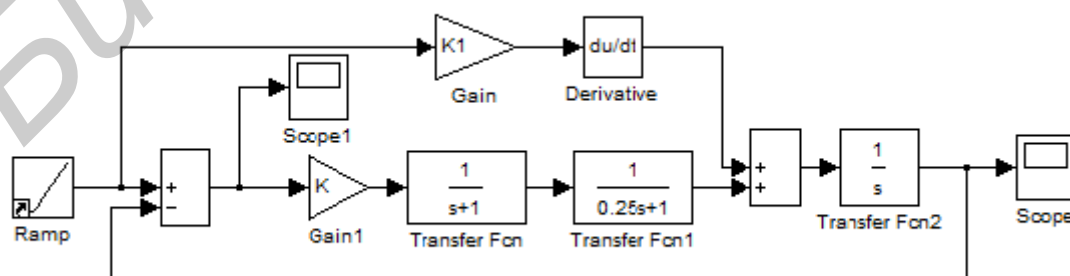 K1
Gain
du/dt
Derivative
Scope1
Ramp
+
−
K
Gain1
1
s+1
Transfer Fcn
1
0.25s+1
Transfer Fcn1
+
+
1
s
Transfer Fcn2
Scope